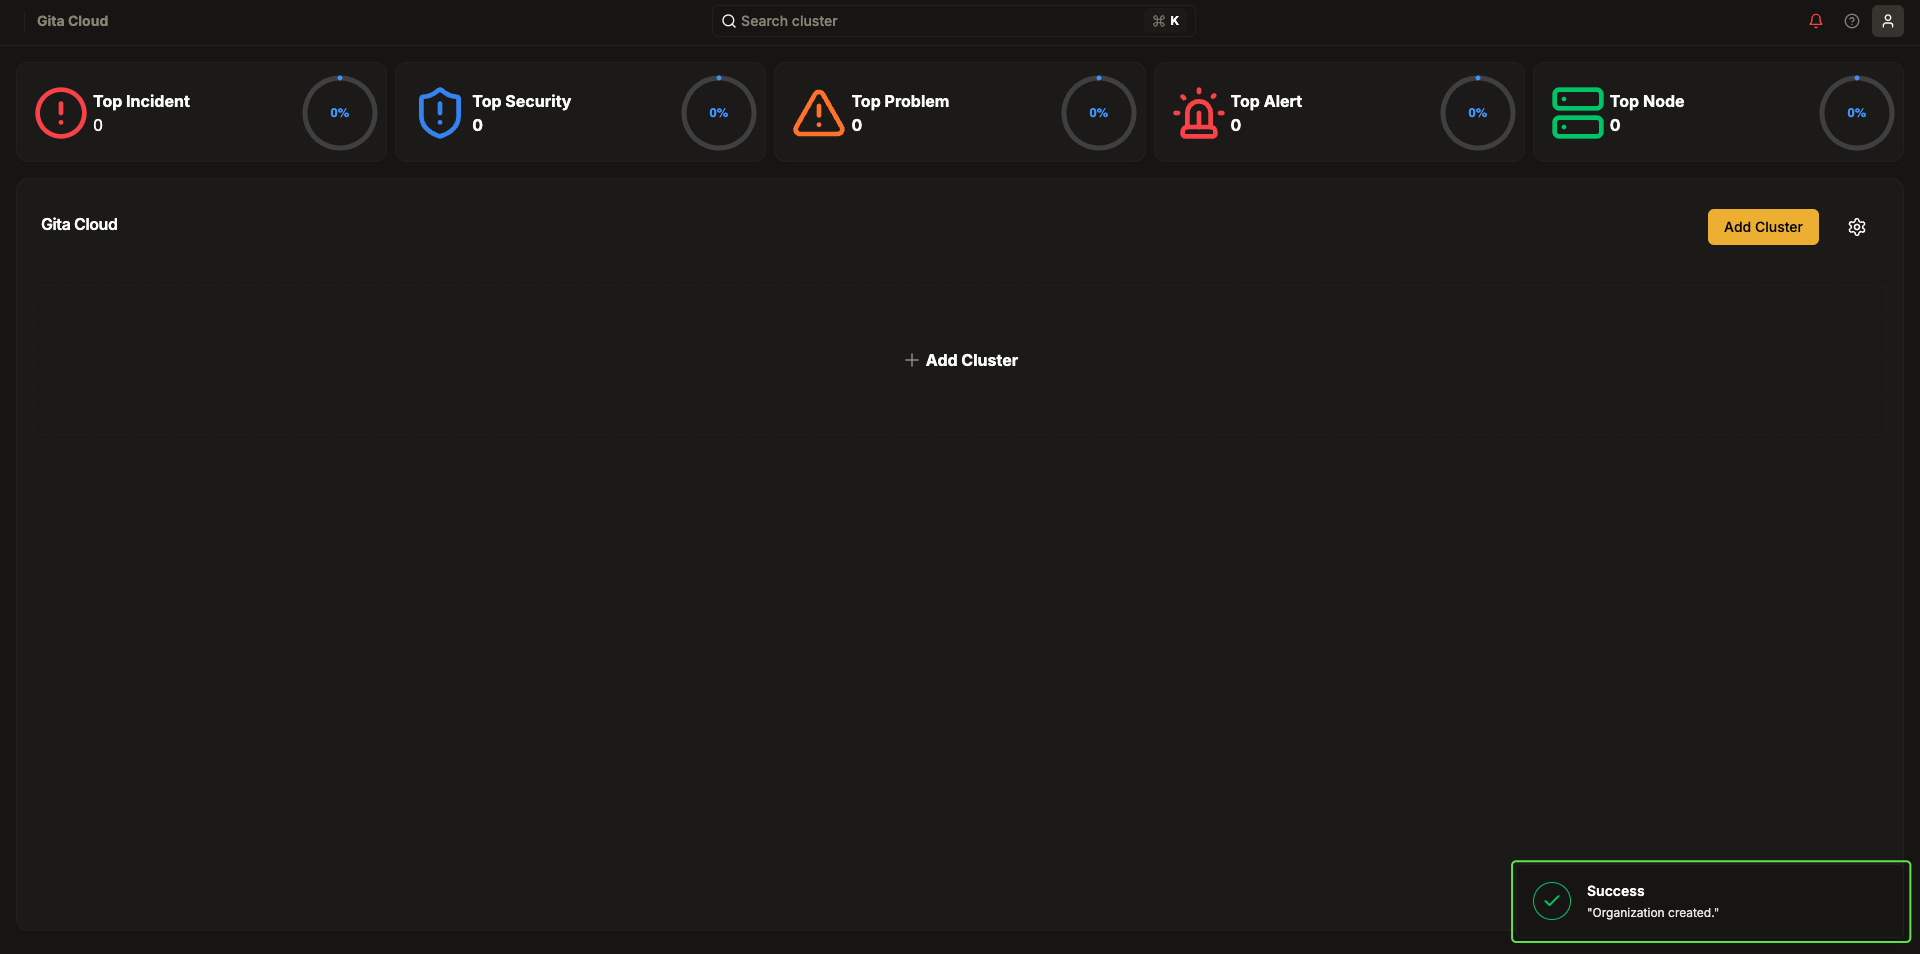 Gita Cloud
Search cluster
⌘ K
Top Incident
0
0%
Top Security
0
0%
Top Problem
0
0%
Top Alert
0
0%
Top Node
0
0%
Gita Cloud
Add Cluster
+ Add Cluster
Success
"Organization created."